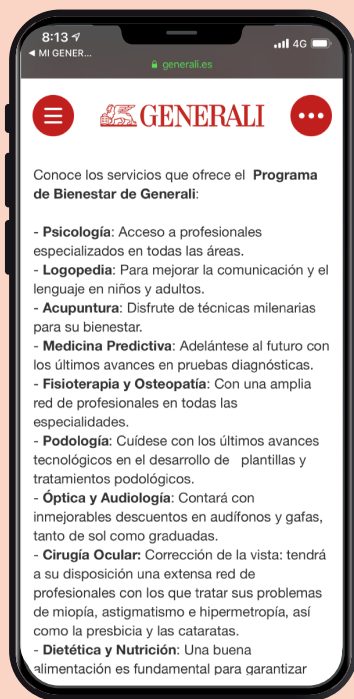 8:13
4G
◀ MI GENER...
generali.es
GENERALI
Conoce los servicios que ofrece el Programa
de Bienestar de Generali:
- Psicología: Acceso a profesionales
especializados en todas las áreas.
- Logopedia: Para mejorar la comunicación y el
lenguaje en niños y adultos.
- Acupuntura: Disfrute de técnicas milenarias
para su bienestar.
- Medicina Predictiva: Adelántese al futuro con
los últimos avances en pruebas diagnósticas.
- Fisioterapia y Osteopatía: Con una amplia
red de profesionales en todas las
especialidades.
- Podología: Cuídese con los últimos avances
tecnológicos en el desarrollo de plantillas y
tratamientos podológicos.
- Óptica y Audiología: Contará con
inmejorables descuentos en audífonos y gafas,
tanto de sol como graduadas.
- Cirugía Ocular: Corrección de la vista: tendrá
a su disposición una extensa red de
profesionales con los que tratar sus problemas
de miopía, astigmatismo e hipermetropía, así
como la presbicia y las cataratas.
- Dietética y Nutrición: Una buena
alimentación es fundamental para garantizar